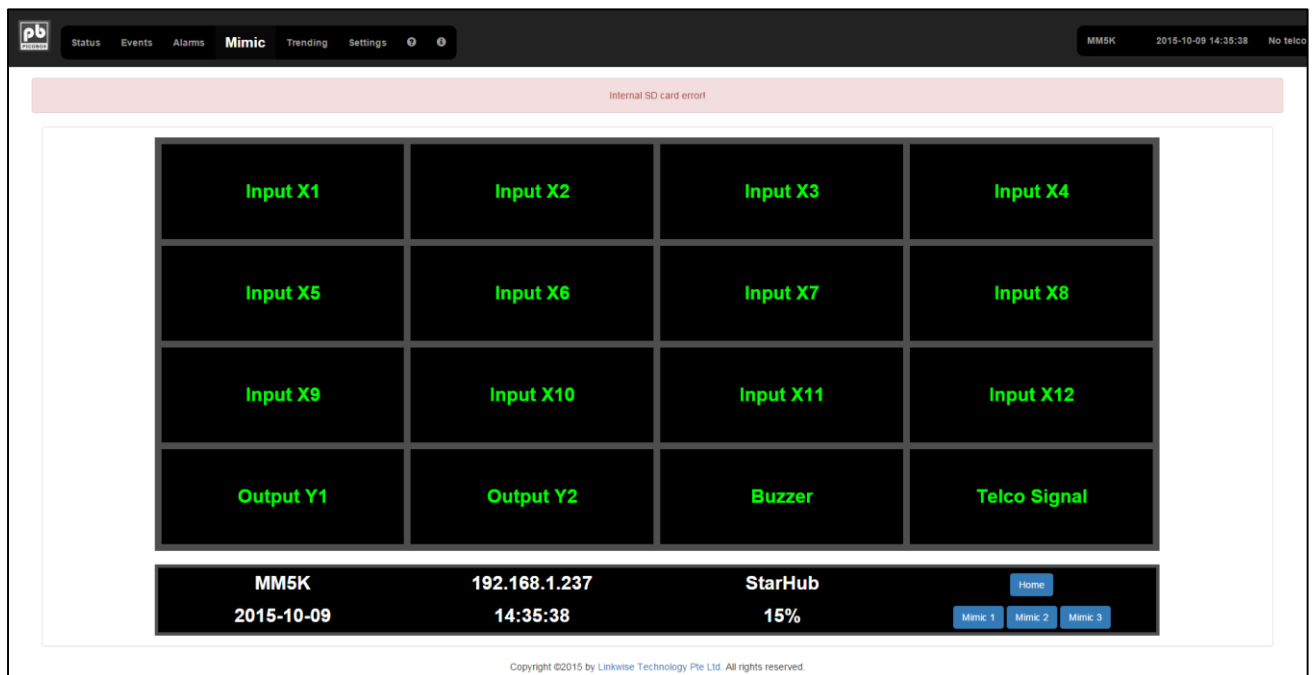 pb
PICOBOX
Status Events Alarms Mimic Trending Settings ? i MM5K 2015-10-09 14:35:38 No telco
Internal SD card error!
Input X1 Input X2 Input X3 Input X4
Input X5 Input X6 Input X7 Input X8
Input X9 Input X10 Input X11 Input X12
Output Y1 Output Y2 Buzzer Telco Signal
MM5K 192.168.1.237 StarHub Home
2015-10-09 14:35:38 15% Mimic 1 Mimic 2 Mimic 3
Copyright ©2015 by Linkwise Technology Pte Ltd. All rights reserved.